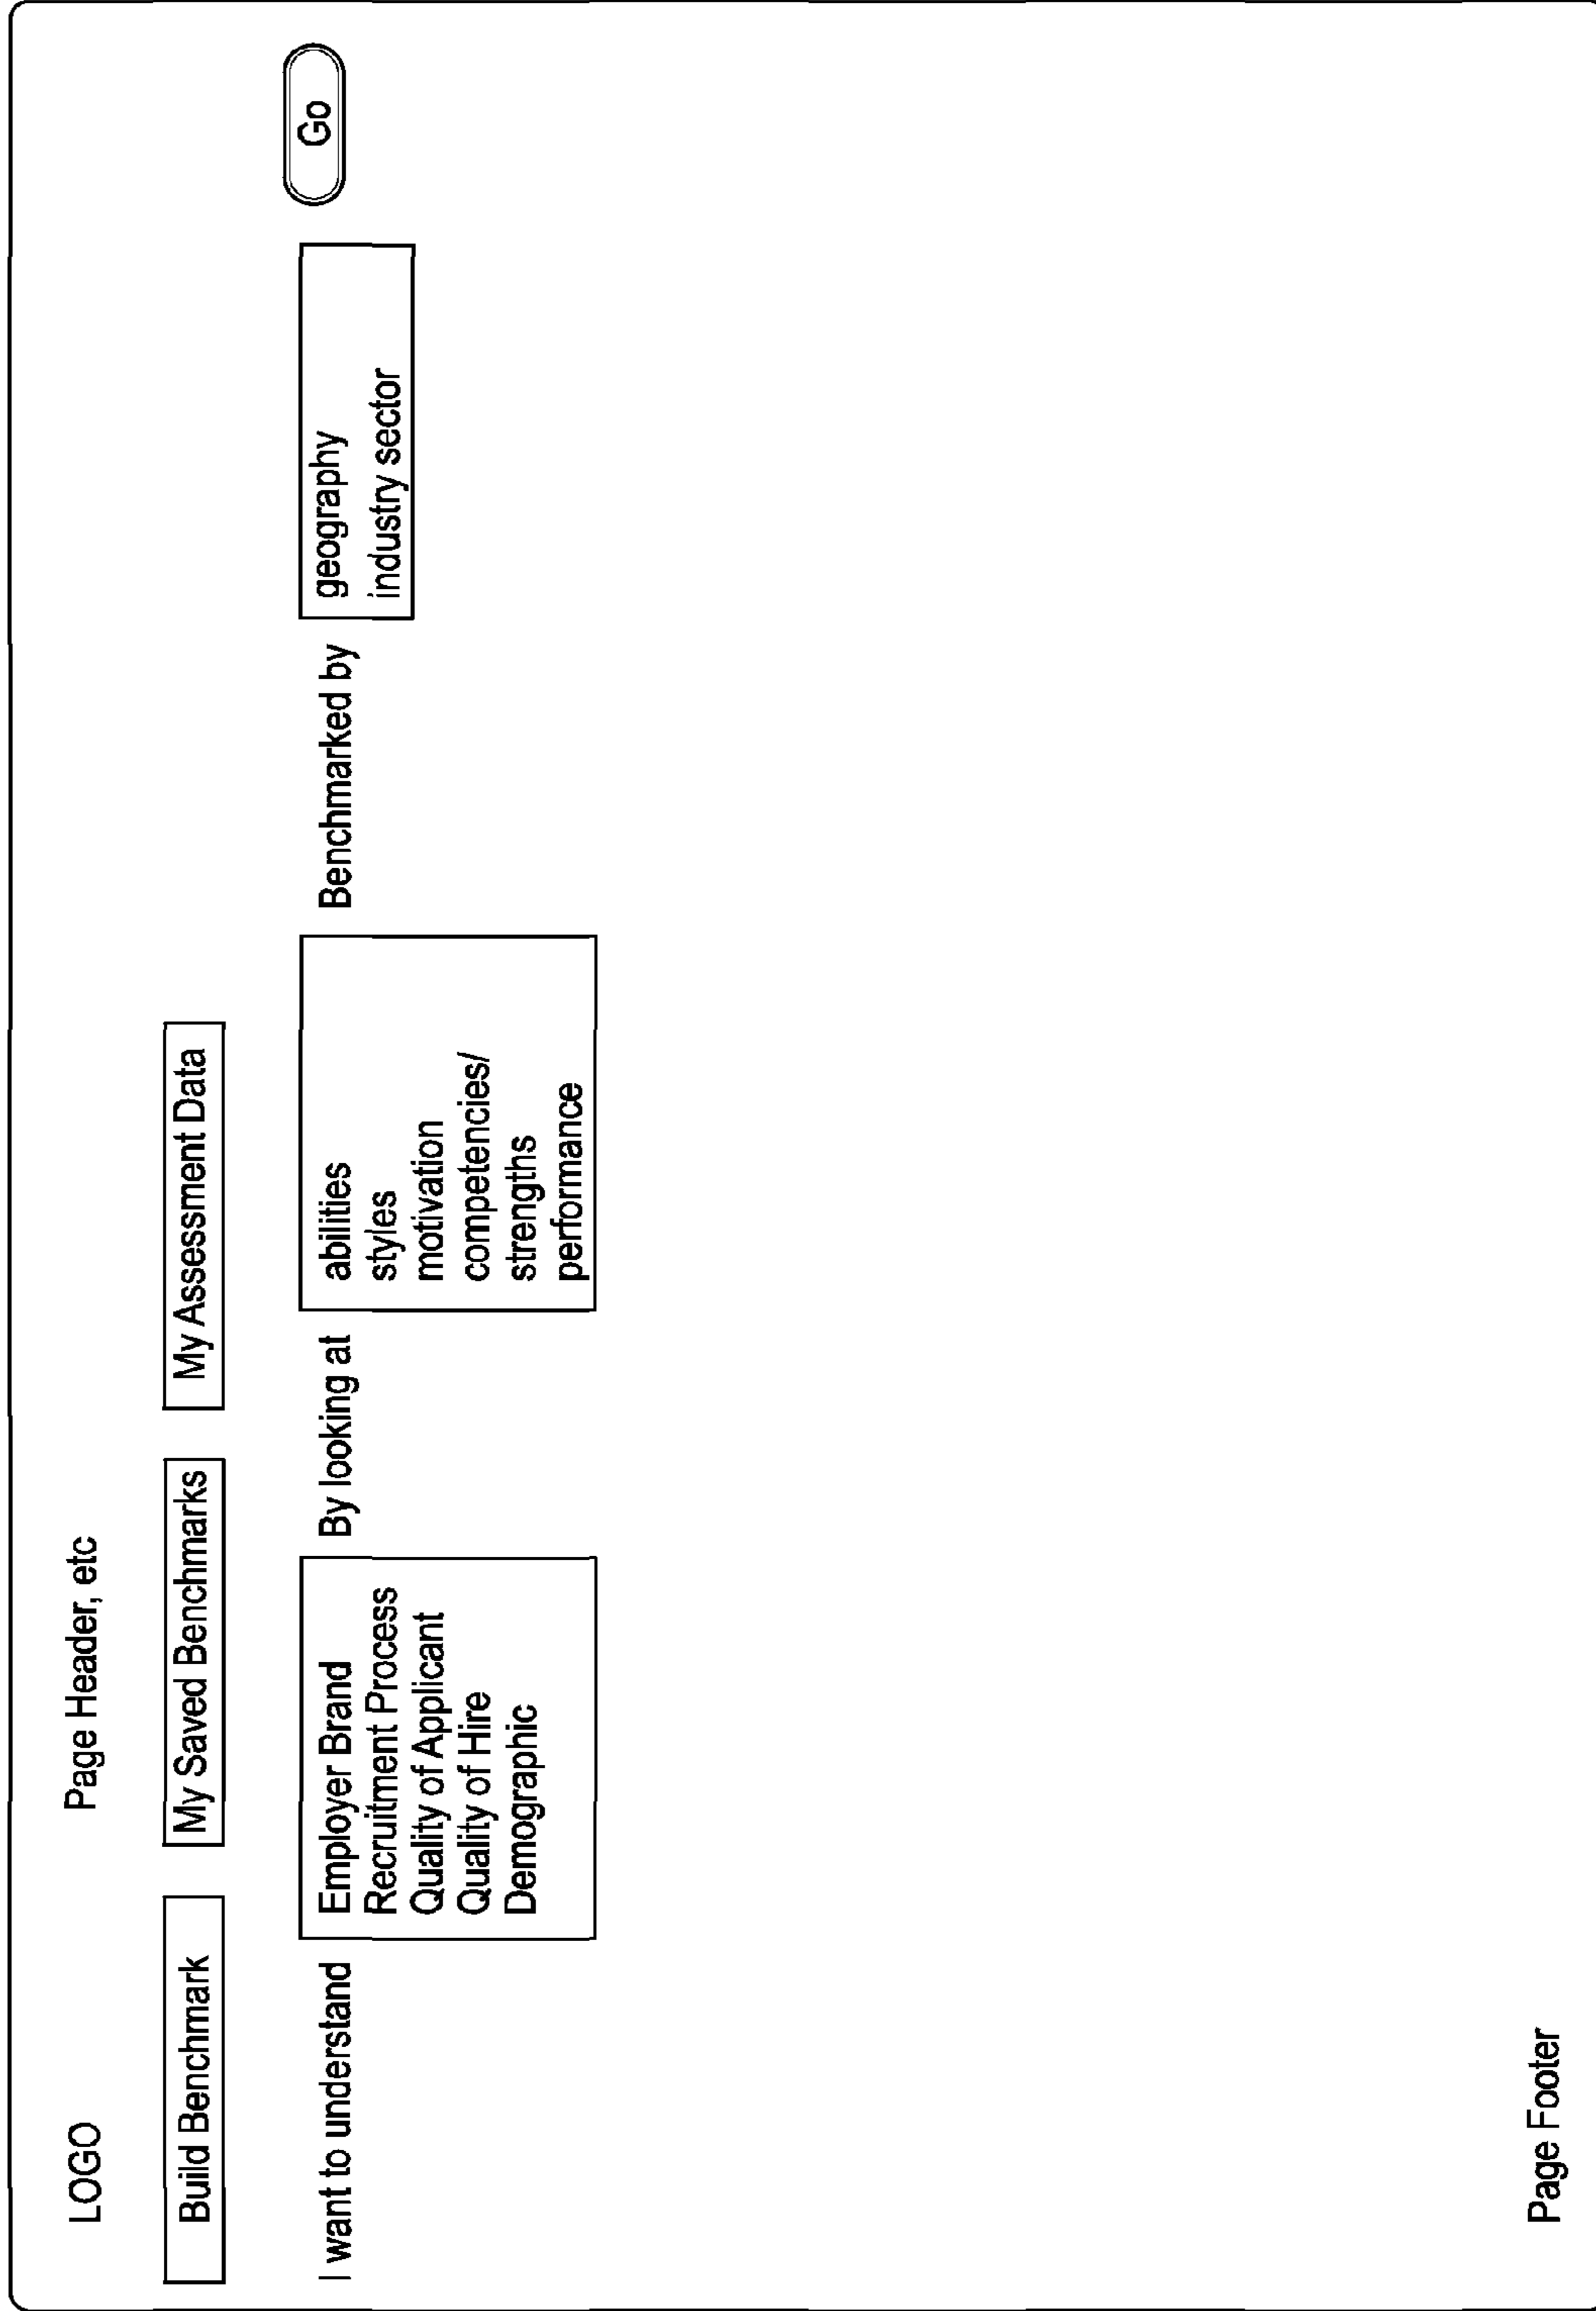 LOGO
Page Header, etc
Build Benchmark
My Saved Benchmarks
My Assessment Data
I want to understand
Employer Brand
Recruitment Process
Quality of Applicant
Quality of Hire
Demographic
By looking at
abilities
styles
motivation
competencies/
strengths
performance
Benchmarked by
geography
industry sector
Go
Page Footer